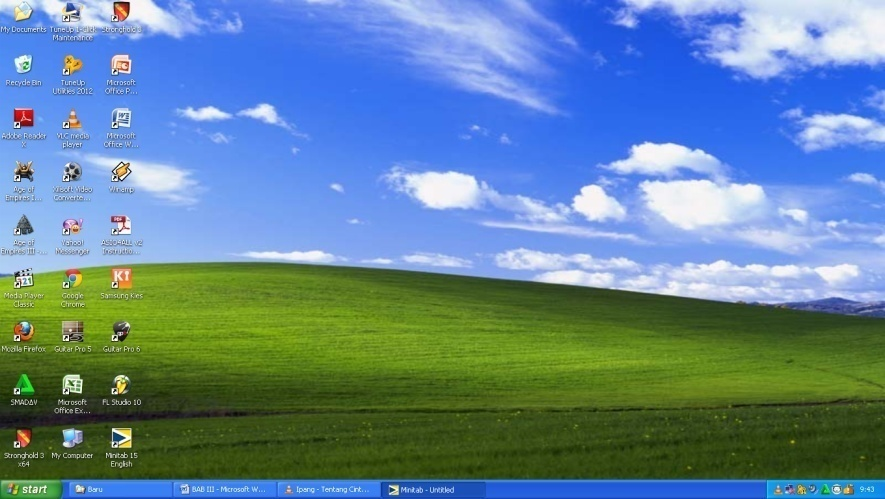 My Documents
TuneUp 1-Click
Maintenance
Stronghold 3
Recycle Bin
TuneUp
Utilities 2012
Microsoft
Office P...
Adobe Reader
X
VLC media
player
Microsoft
Office W...
Age of
Empires I...
Xilisoft Video
Converte...
Winamp
Age of
Empires III - ...
Yahoo!
Messenger
ASIO4ALL v2
Instructio...
Media Player
Classic
Google
Chrome
Samsung Kies
Mozilla Firefox
Guitar Pro 5
Guitar Pro 6
SMADAV
Microsoft
Office Ex...
FL Studio 10
Stronghold 3
x64
My Computer
Minitab 15
English
start
Baru
BAB III - Microsoft W...
Ipang - Tentang Cint...
Minitab - Untitled
9:43